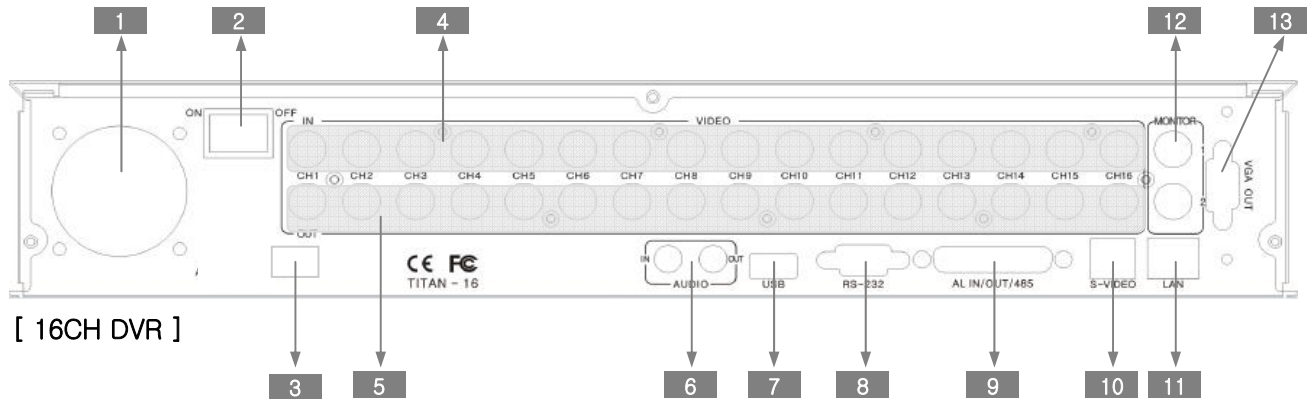 1 2 4 12 13
ON OFF IN VIDEO MONITOR
1
CH1 CH2 CH3 CH4 CH5 CH6 CH7 CH8 CH9 CH10 CH11 CH12 CH13 CH14 CH15 CH16
VGA OUT
2
OUT
IN OUT
CE FC
TITAN - 16 AUDIO USB RS-232 AL IN/OUT/485 S-VIDEO LAN
[ 16CH DVR ]
3 5 6 7 8 9 10 11